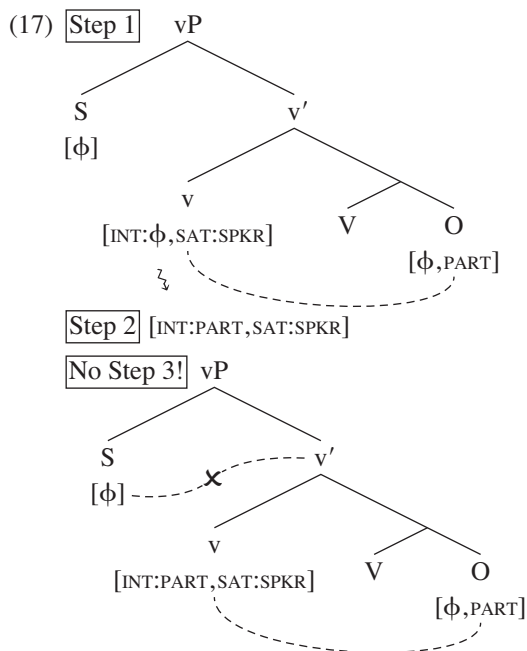 (17) Step 1 vP
S v′
[ϕ]
v V O
[INT:ϕ,SAT:SPKR] [ϕ,PART]
Step 2 [INT:PART,SAT:SPKR]
No Step 3! vP
S v′
[ϕ] ✗
v V O
[INT:PART,SAT:SPKR] [ϕ,PART]